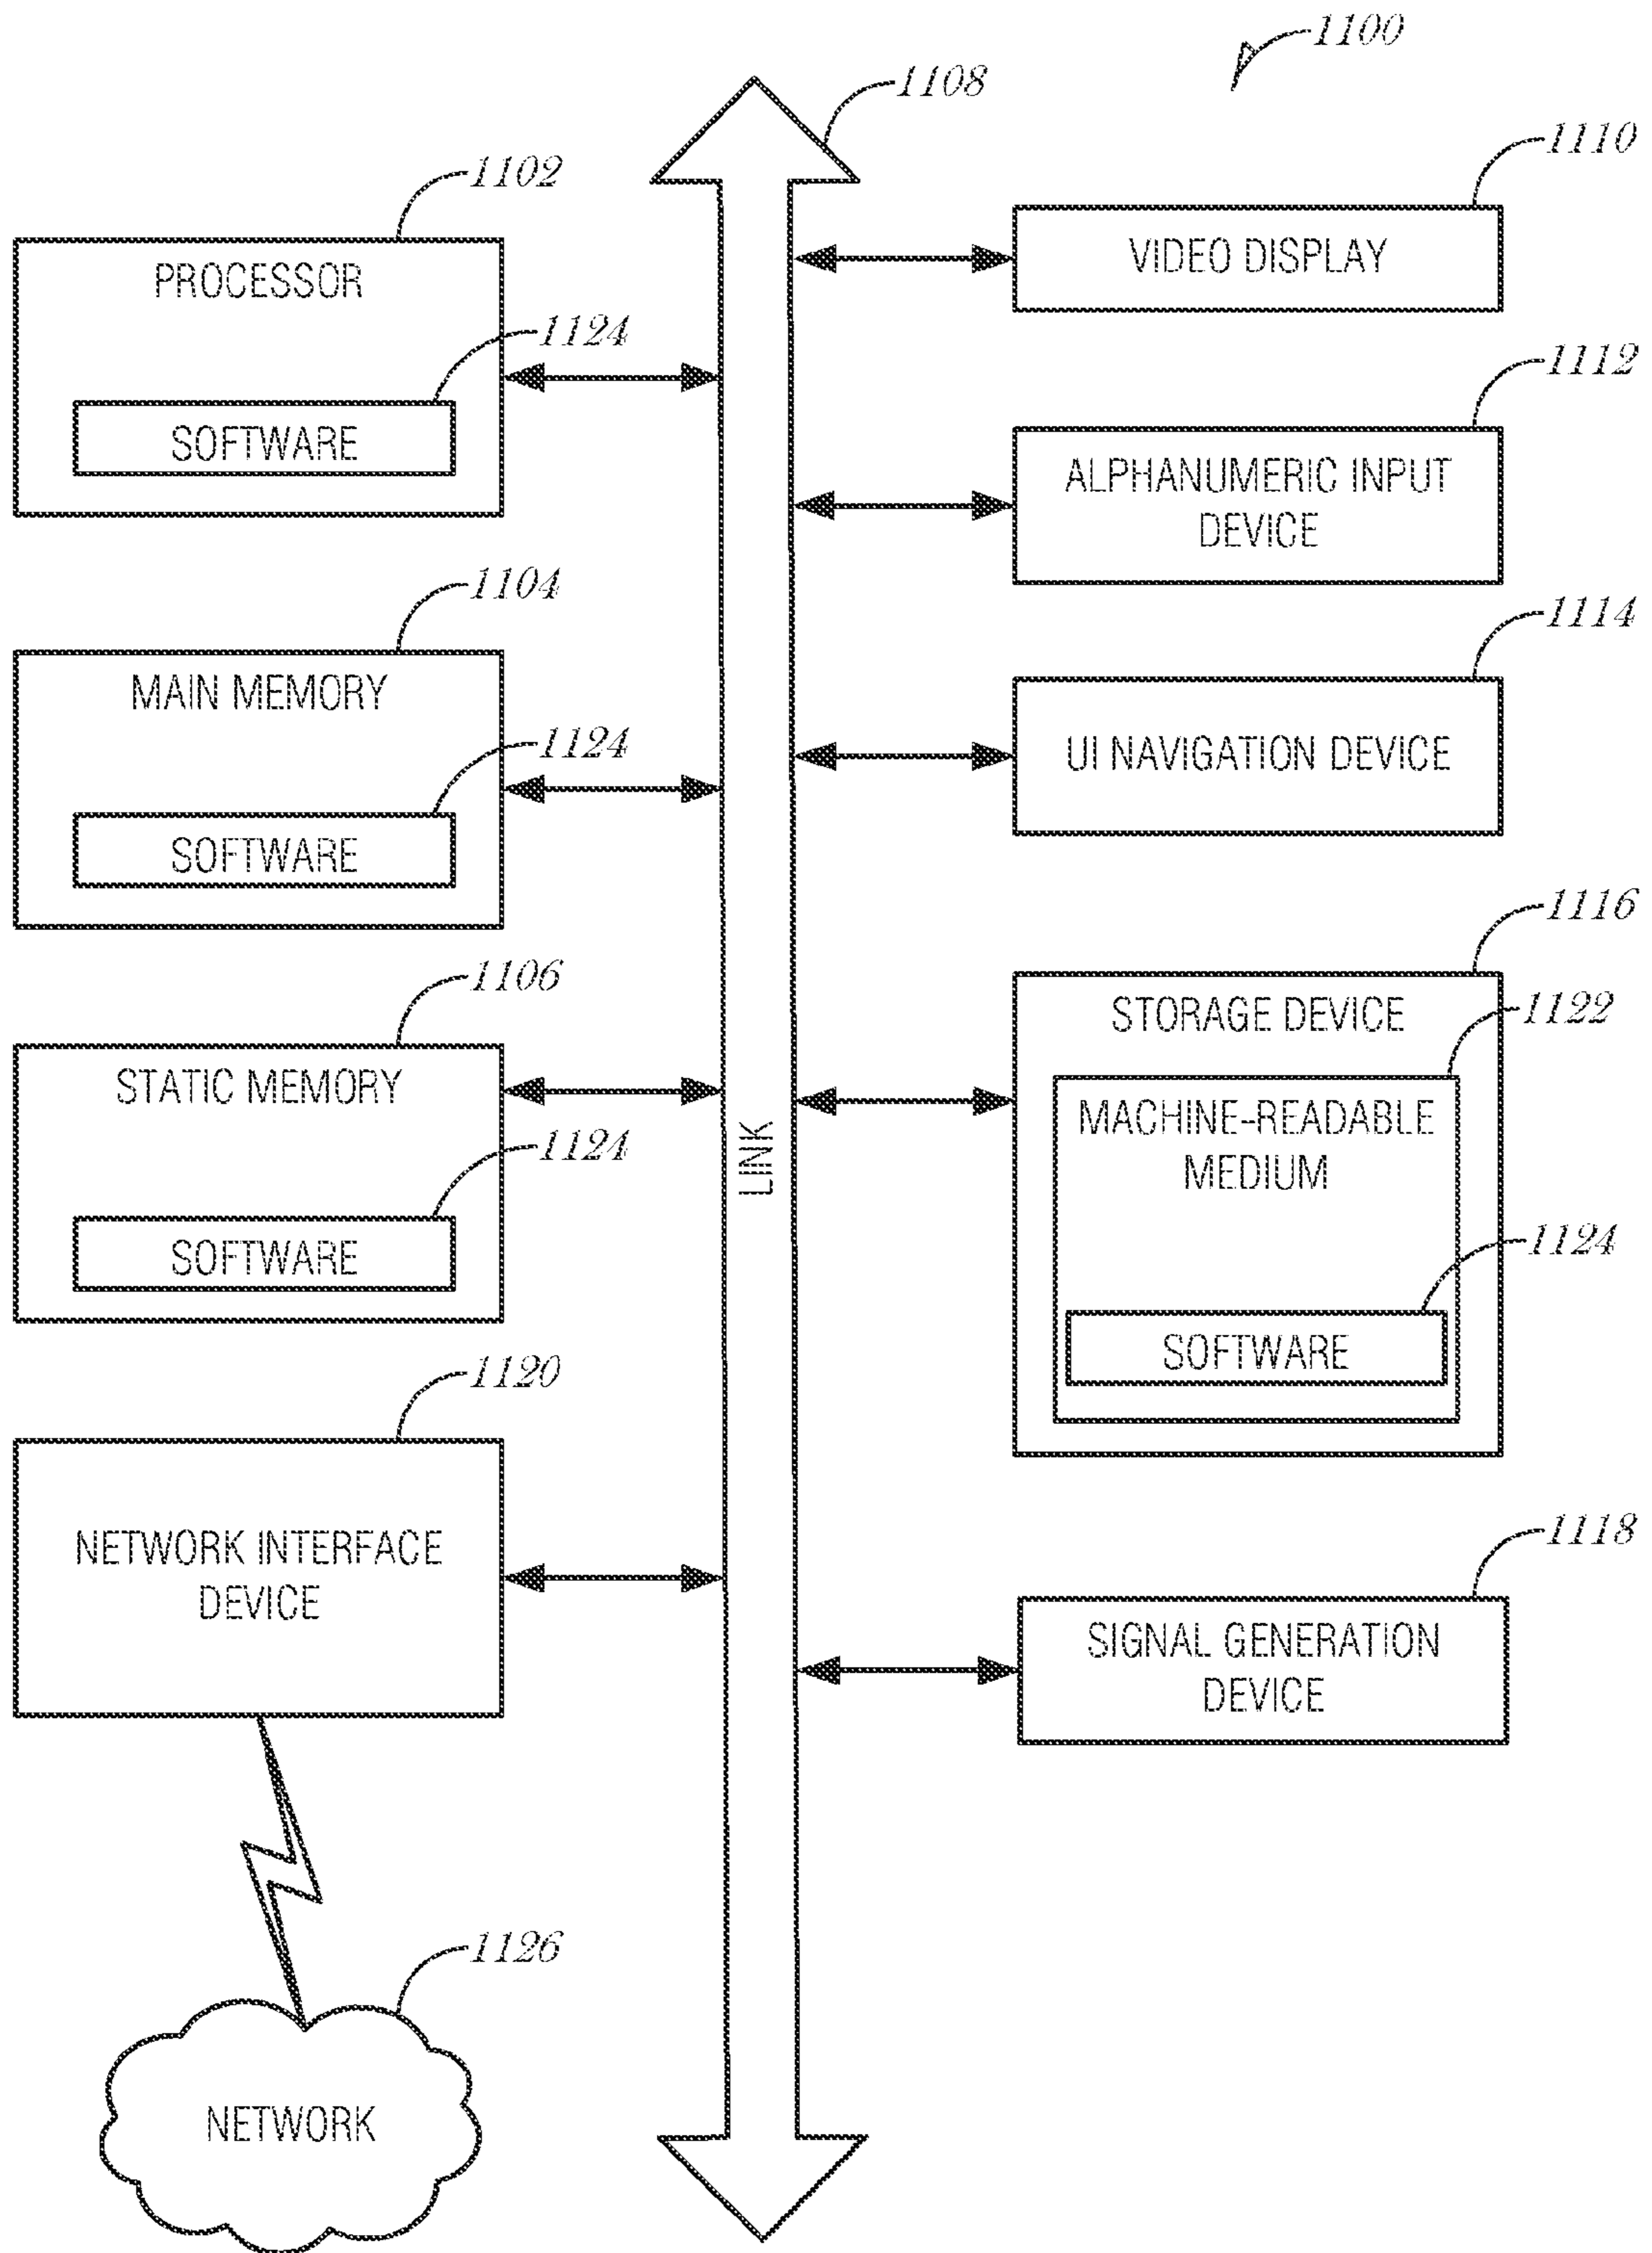 1100
1108
1102
PROCESSOR
1124
SOFTWARE
1104
MAIN MEMORY
1124
SOFTWARE
1106
STATIC MEMORY
1124
SOFTWARE
1120
NETWORK INTERFACE
DEVICE
1126
NETWORK
LINK
1110
VIDEO DISPLAY
1112
ALPHANUMERIC INPUT
DEVICE
1114
UI NAVIGATION DEVICE
1116
STORAGE DEVICE
1122
MACHINE-READABLE
MEDIUM
1124
SOFTWARE
1118
SIGNAL GENERATION
DEVICE